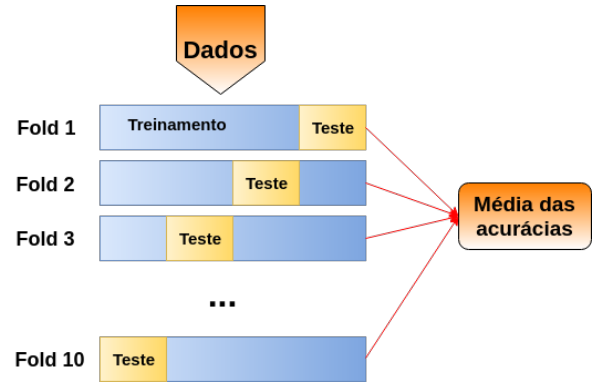 Dados
Fold 1
Treinamento
Teste
Fold 2
Teste
Fold 3
Teste
...
Fold 10
Teste
Média das
acurácias